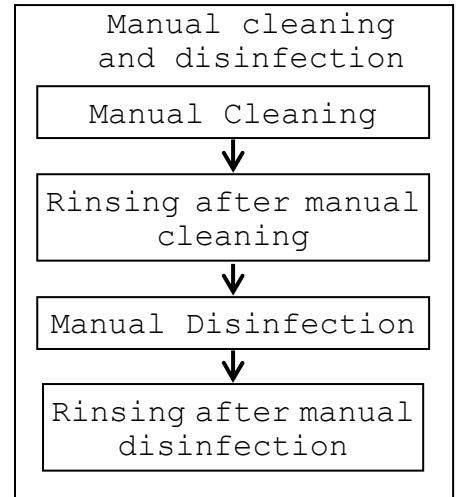 Manual cleaning
and disinfection
Manual Cleaning
Rinsing after manual
cleaning
Manual Disinfection
Rinsing after manual
disinfection